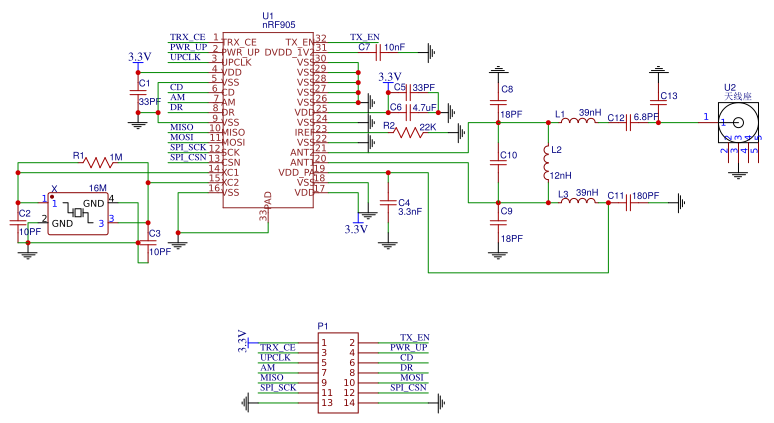 U1
nRF905
TRX_CE 1 TRX_CE TX_EN 32 TX_EN
PWR_UP 2 PWR_UP DVDD_1V2 31 C7 10nF
UPCLK 3 UPCLK VSS 30
4 VDD VSS 29
5 VSS VSS 28
CD 6 CD VSS 27
AM 7 AM VSS 26
DR 8 DR VDD 25
9 VSS VSS 24
MISO 10 MISO IREF 23 R2 22K
MOSI 11 MOSI VSS 22
SPI_SCK 12 SCK ANT2 21
SPI_CSN 13 CSN ANT1 20
14 XC1 VDD_PA 19
15 XC2 VSS 18
16 VSS VDD 17
33 PAD
3.3V
C1
33PF
3.3V
C5 33PF
C6 4.7uF
C8
18PF
C13
U2
天线座
L1 39nH
C12 6.8PF
1 1
2 3 4 5
2 3 4 5
C10
L2
12nH
R1 1M
X 16M
1 1 GND 4
2 GND 3 3
C2
10PF
C3
10PF
C4
3.3nF
3.3V
C9
18PF
L3 39nH
C11 180PF
P1
3.3V 1 2 TX_EN
TRX_CE 3 4 PWR_UP
UPCLK 5 6 CD
AM 7 8 DR
MISO 9 10 MOSI
SPI_SCK 11 12 SPI_CSN
13 14